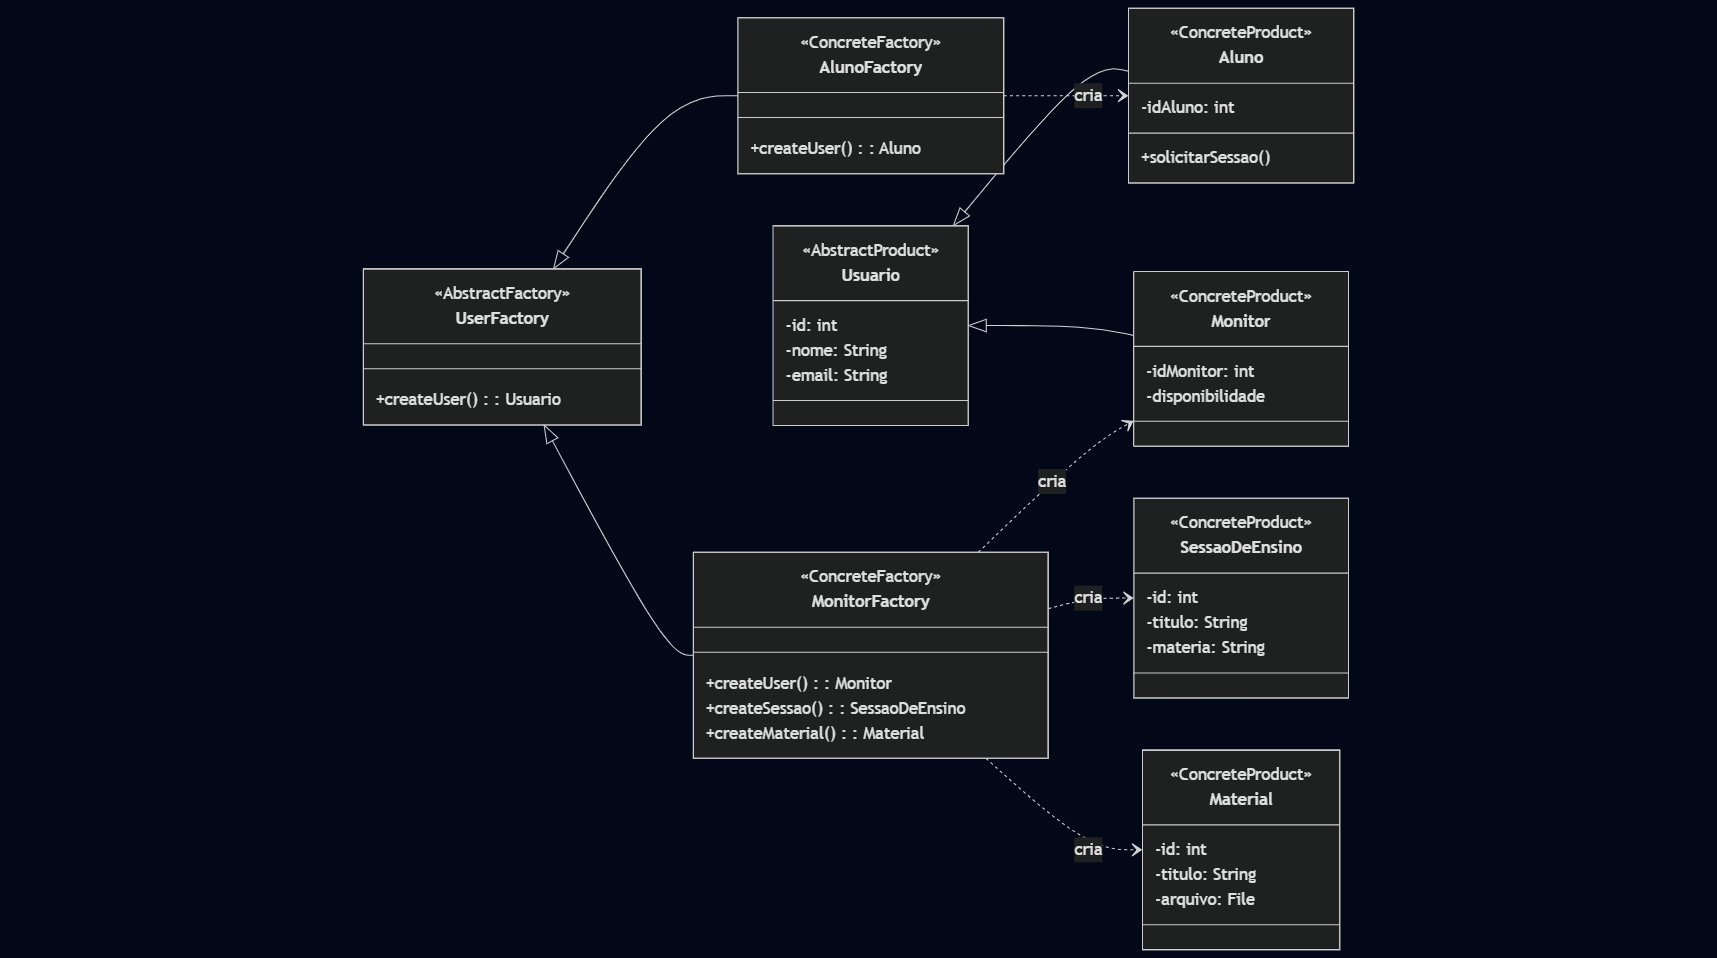 «ConcreteFactory»
AlunoFactory
+createUser() : : Aluno
cria
«ConcreteProduct»
Aluno
-idAluno: int
+solicitarSessao()
«AbstractFactory»
UserFactory
+createUser() : : Usuario
«AbstractProduct»
Usuario
-id: int
-nome: String
-email: String
«ConcreteProduct»
Monitor
-idMonitor: int
-disponibilidade
cria
«ConcreteFactory»
MonitorFactory
+createUser() : : Monitor
+createSessao() : : SessaoDeEnsino
+createMaterial() : : Material
cria
«ConcreteProduct»
SessaoDeEnsino
-id: int
-titulo: String
-materia: String
cria
«ConcreteProduct»
Material
-id: int
-titulo: String
-arquivo: File